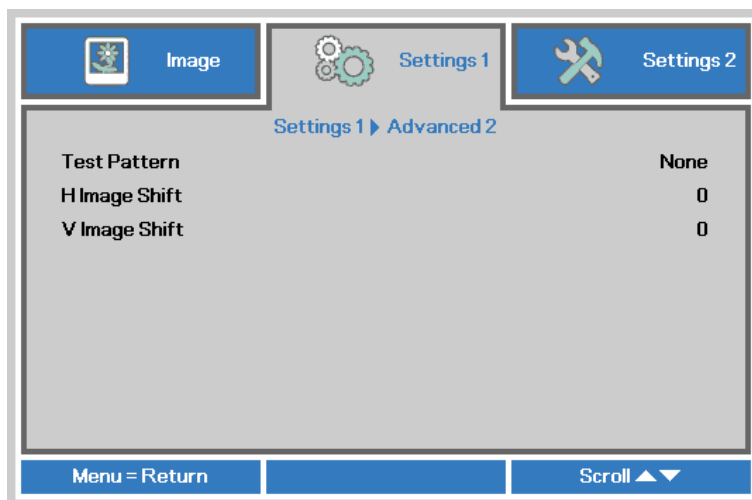 Image Settings 1 Settings 2
Settings 1 Advanced 2
Test Pattern None
H Image Shift 0
V Image Shift 0
Menu = Return Scroll